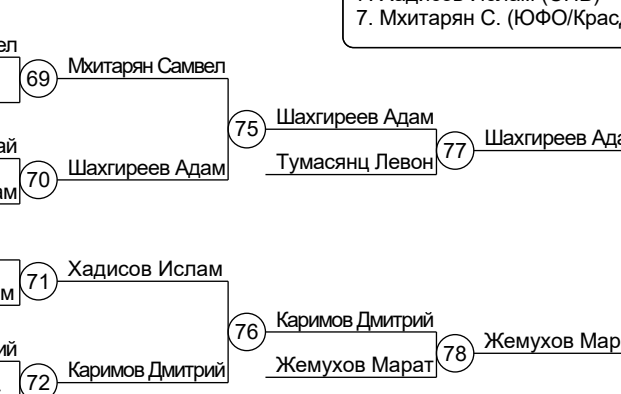 7. Мхитарян С. (ЮФО/Красд
69
Мхитарян Самвел
75
Шахгиреев Адам
77
Шахгиреев Ада
70
Шахгиреев Адам
Тумасянц Левон
71
Хадисов Ислам
76
Каримов Дмитрий
78
Жемухов Мар
72
Каримов Дмитрий
Жемухов Марат